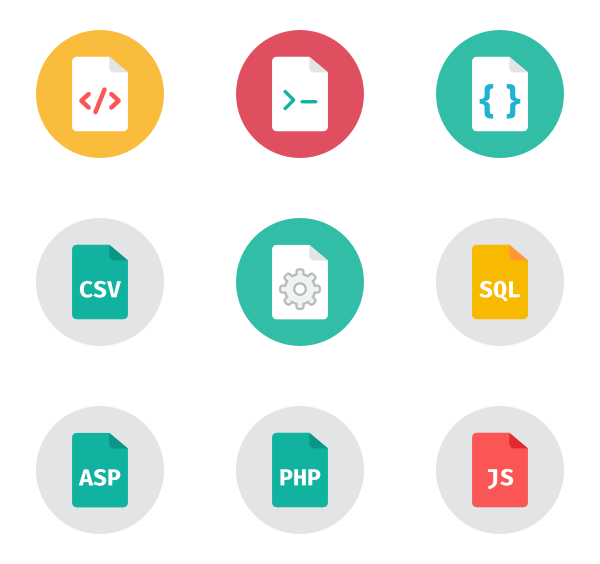 </>
>_
{ }
CSV
SQL
ASP
PHP
JS